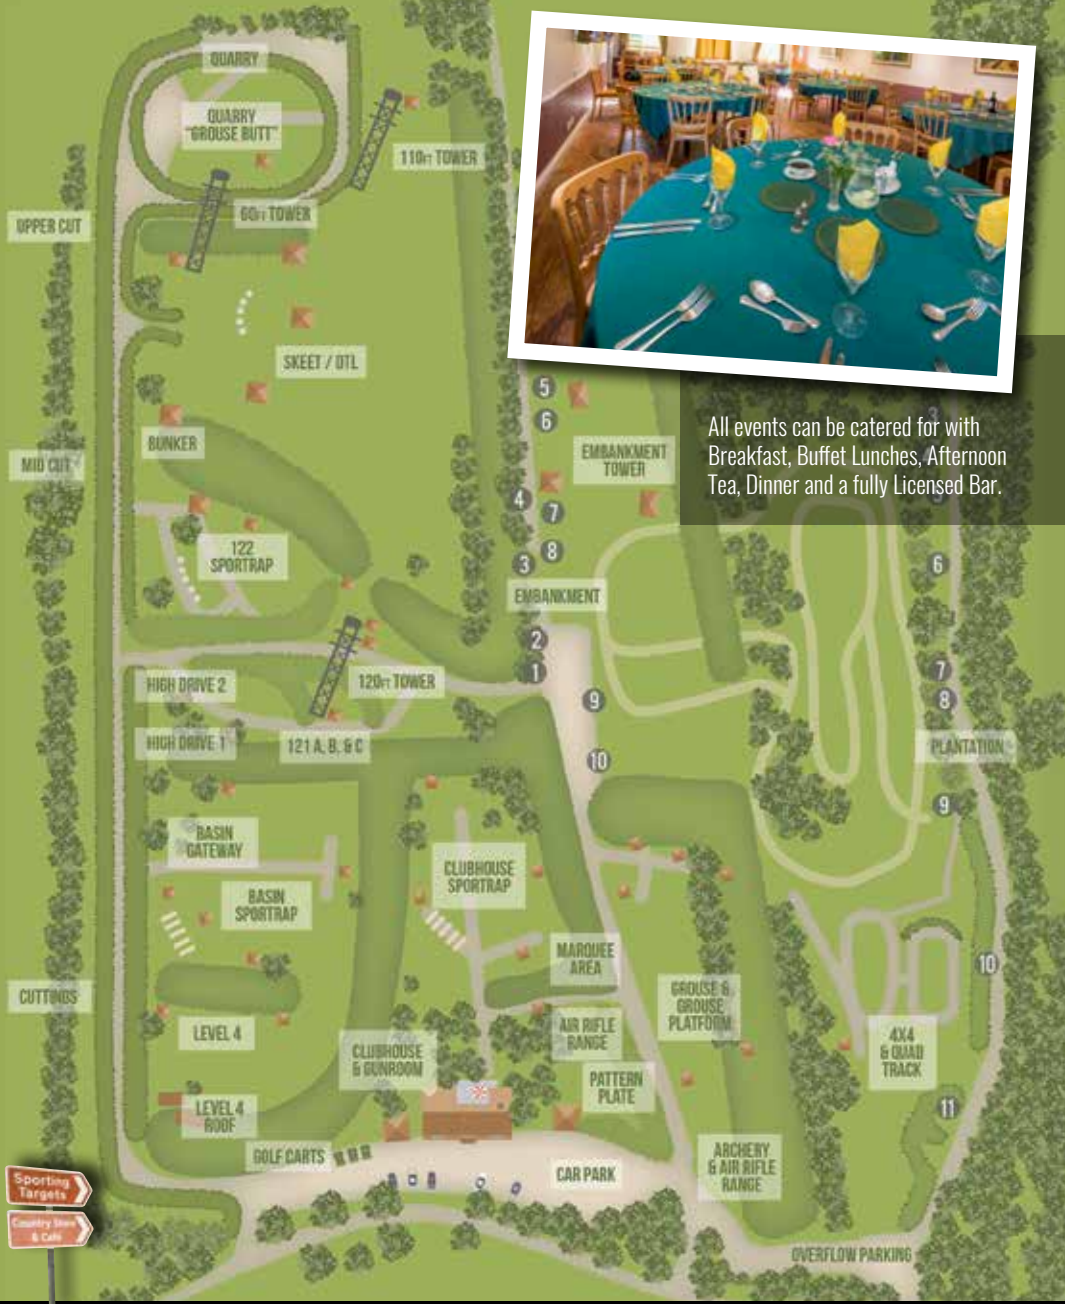 QUARRY
QUARRY
"GROUSE BUTT"
110FT TOWER
UPPER CUT
60FT TOWER
SKEET / DTL
5
6
BUNKER
MID CUT
EMBANKMENT
TOWER
All events can be catered for with
Breakfast, Buffet Lunches, Afternoon
Tea, Dinner and a fully Licensed Bar.
3
4
7
122
SPORTRAP
8
3
6
EMBANKMENT
2
1
HIGH DRIVE 2
120FT TOWER
7
8
9
HIGH DRIVE 1
121 A, B, & C
PLANTATION
10
9
BASIN
GATEWAY
CLUBHOUSE
SPORTRAP
BASIN
SPORTRAP
MARQUEE
AREA
10
CUTTINGS
GROUSE &
GROUSE
PLATFORM
LEVEL 4
AIR RIFLE
RANGE
CLUBHOUSE
& GUNROOM
4X4
& QUAD
TRACK
PATTERN
PLATE
LEVEL 4
ROOF
11
GOLF CARTS
CAR PARK
ARCHERY
& AIR RIFLE
RANGE
Sporting
Targets
Country Store
& Café
OVERFLOW PARKING